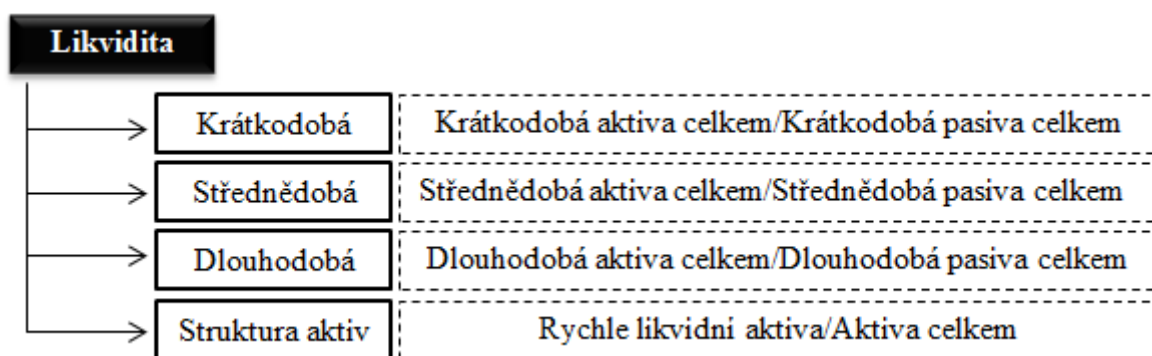 Likvidita
Krátkodobá
Krátkodobá aktiva celkem/Krátkodobá pasiva celkem
Střednědobá
Střednědobá aktiva celkem/Střednědobá pasiva celkem
Dlouhodobá
Dlouhodobá aktiva celkem/Dlouhodobá pasiva celkem
Struktura aktiv
Rychle likvidní aktiva/Aktiva celkem